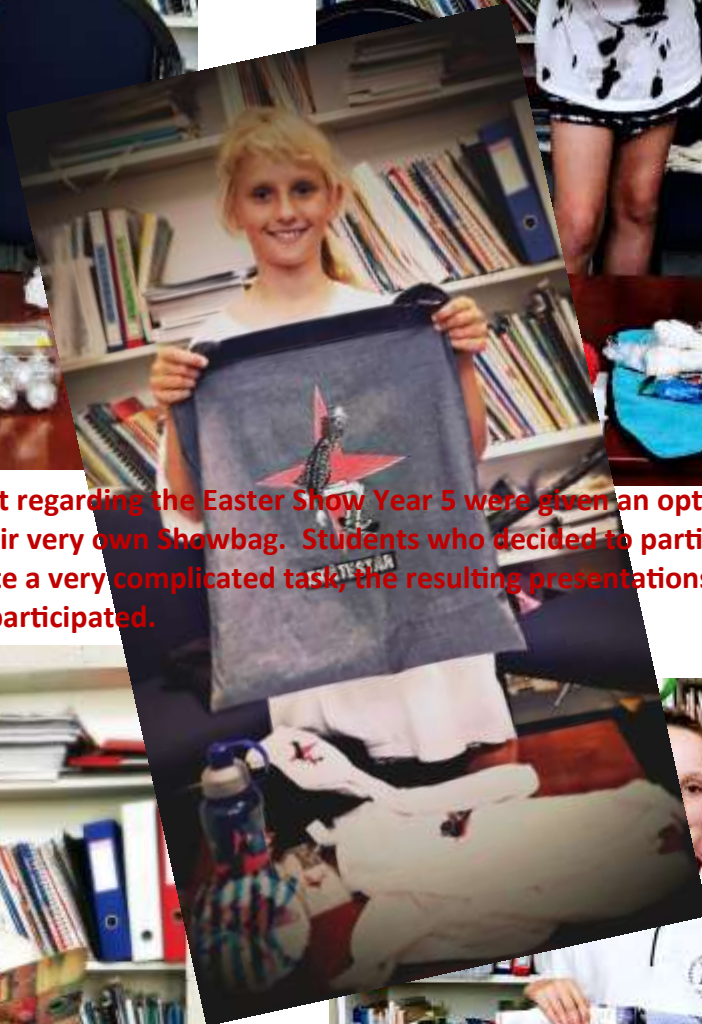 t regarding the Easter Show Year 5 were given an opt
ir very own Showbag.  Students who decided to parti
te a very complicated task, the resulting presentations
participated.